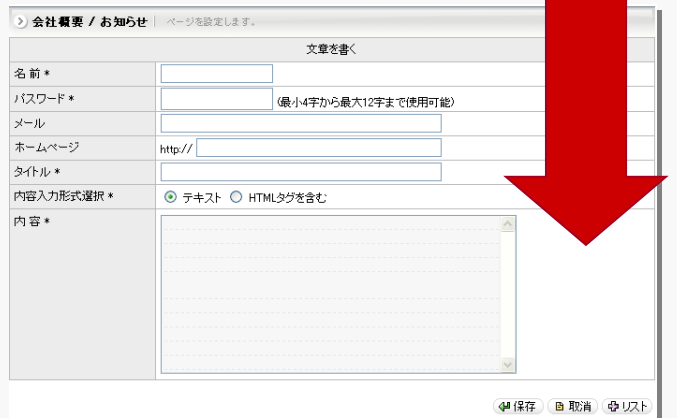 会社概要 / お知らせ ページを設定します。
文章を書く
名 前 *
パスワード * (最小4字から最大12字まで使用可能)
メール
ホームページ http://
タイトル *
内容入力形式選択 * テキスト HTMLタグを含む
内 容 *
保存 取消 リスト